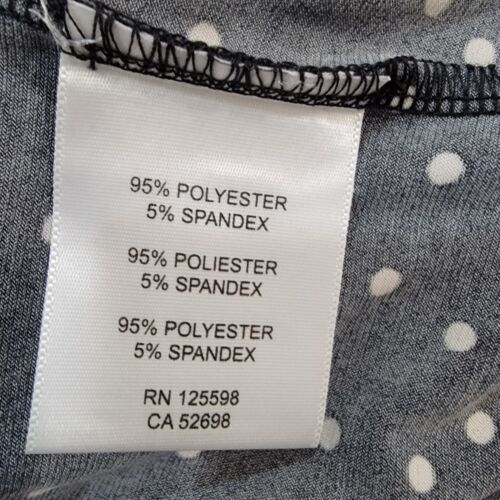 95% POLYESTER
5% SPANDEX
95% POLIESTER
5% SPANDEX
95% POLYESTER
5% SPANDEX
RN 125598
CA 52698